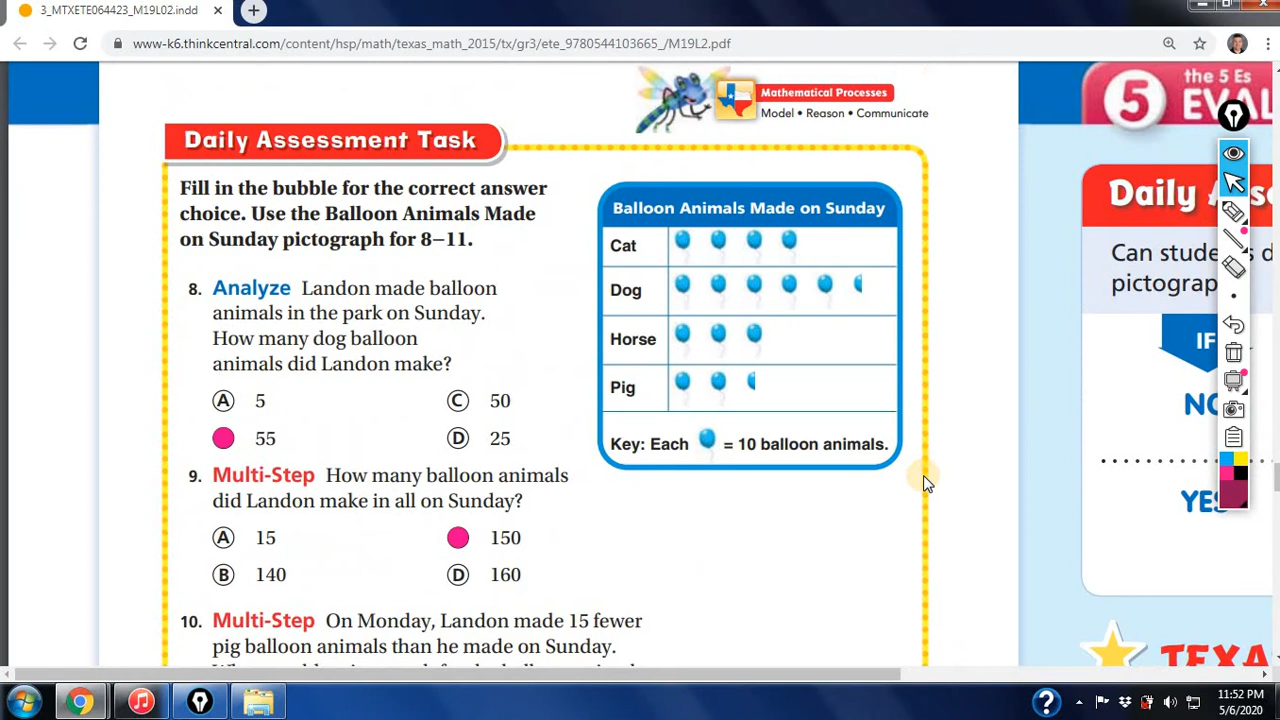 3_MTXETE064423_M19L02.indd
www-k6.thinkcentral.com/content/hsp/math/texas_math_2015/tx/gr3/ete_9780544103665_/M19L2.pdf
Mathematical Processes
Model • Reason • Communicate
Daily Assessment Task
Fill in the bubble for the correct answer
choice. Use the Balloon Animals Made
on Sunday pictograph for 8–11.
8. Analyze Landon made balloon
animals in the park on Sunday.
How many dog balloon
animals did Landon make?
A 5
C 50
55
D 25
9. Multi-Step How many balloon animals
did Landon make in all on Sunday?
A 15
150
B 140
D 160
10. Multi-Step On Monday, Landon made 15 fewer
pig balloon animals than he made on Sunday.
Balloon Animals Made on Sunday
Cat
Dog
Horse
Pig
Key: Each = 10 balloon animals.
5 the 5 Es
EVAL
Daily
Can students d
pictograp
IF
NO
YES
TEXA
11:52 PM
5/6/2020